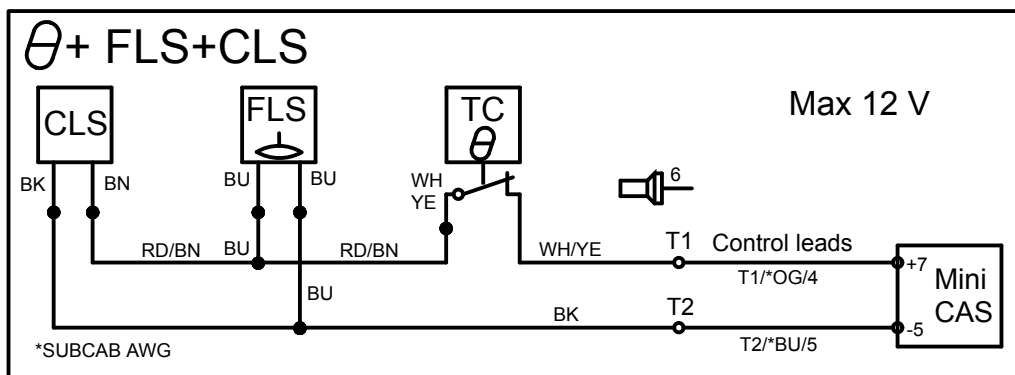 θ+ FLS+CLS
CLS
FLS
TC
θ
Max 12 V
BK
BN
BU
BU
WH
YE
6
RD/BN
BU
RD/BN
WH/YE
T1
Control leads
T1/*OG/4
+7
Mini
CAS
BU
BK
T2
-5
T2/*BU/5
*SUBCAB AWG